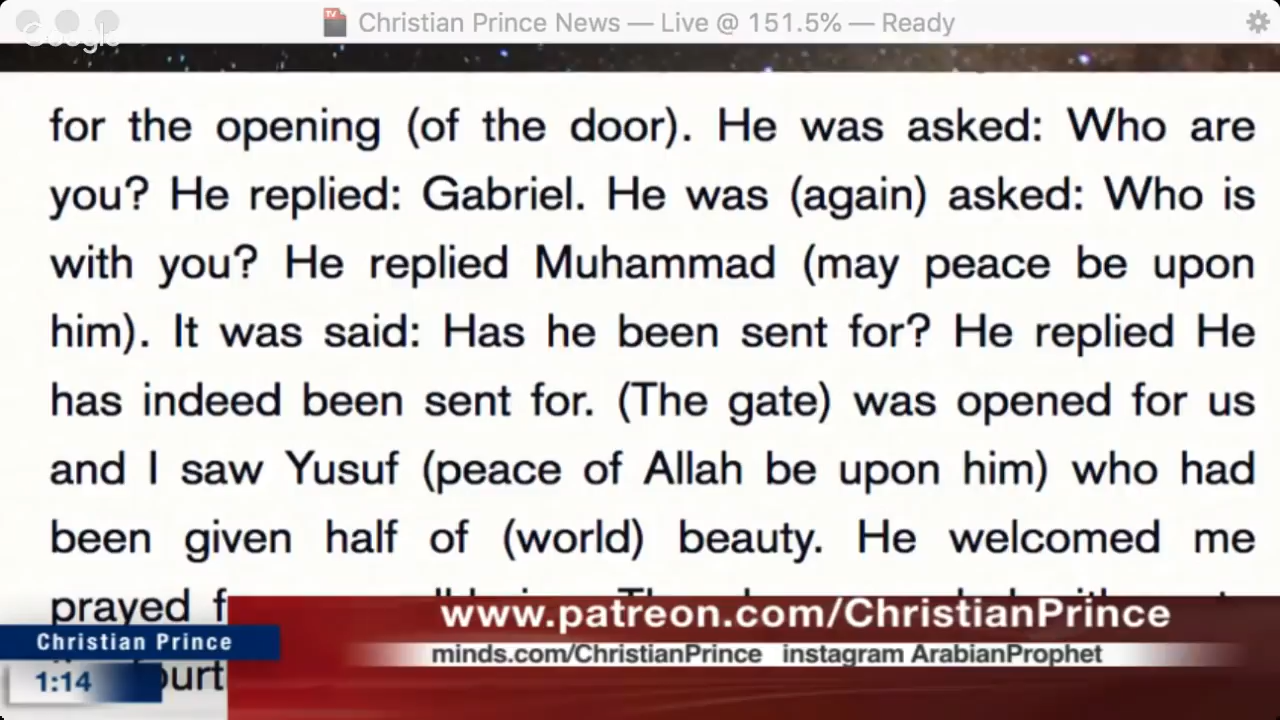 Christian Prince News — Live @ 151.5% — Ready
Google
for the opening (of the door). He was asked: Who are
you? He replied: Gabriel. He was (again) asked: Who is
with you? He replied Muhammad (may peace be upon
him). It was said: Has he been sent for? He replied He
has indeed been sent for. (The gate) was opened for us
and I saw Yusuf (peace of Allah be upon him) who had
been given half of (world) beauty. He welcomed me
prayed
www.patreon.com/ChristianPrince
Christian Prince
minds.com/ChristianPrince instagram ArabianProphet
1:14